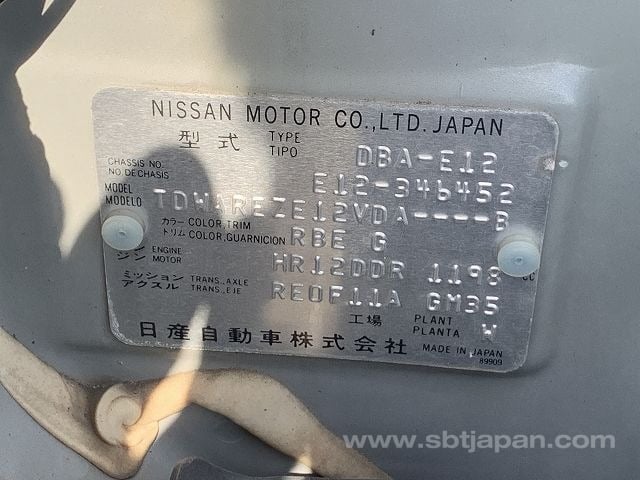 NISSAN MOTOR CO.,LTD. JAPAN
型式 TYPE TIPO DBA-E12
CHASSIS NO. NO DE CHASIS E12-346452
MODEL MODELO TDWAREZE12VDA----B
カラー COLOR,TRIM トリム COLOR,GUARNICION RBE G
ジン ENGINE MOTOR HR12DDR 1198 CC
ミッション TRANS.,AXLE アクスル TRANS.,EJE RE0F11A GM35
工場 PLANT PLANTA W
日産自動車株式会社 MADE IN JAPAN
89909
www.sbtjapan.com